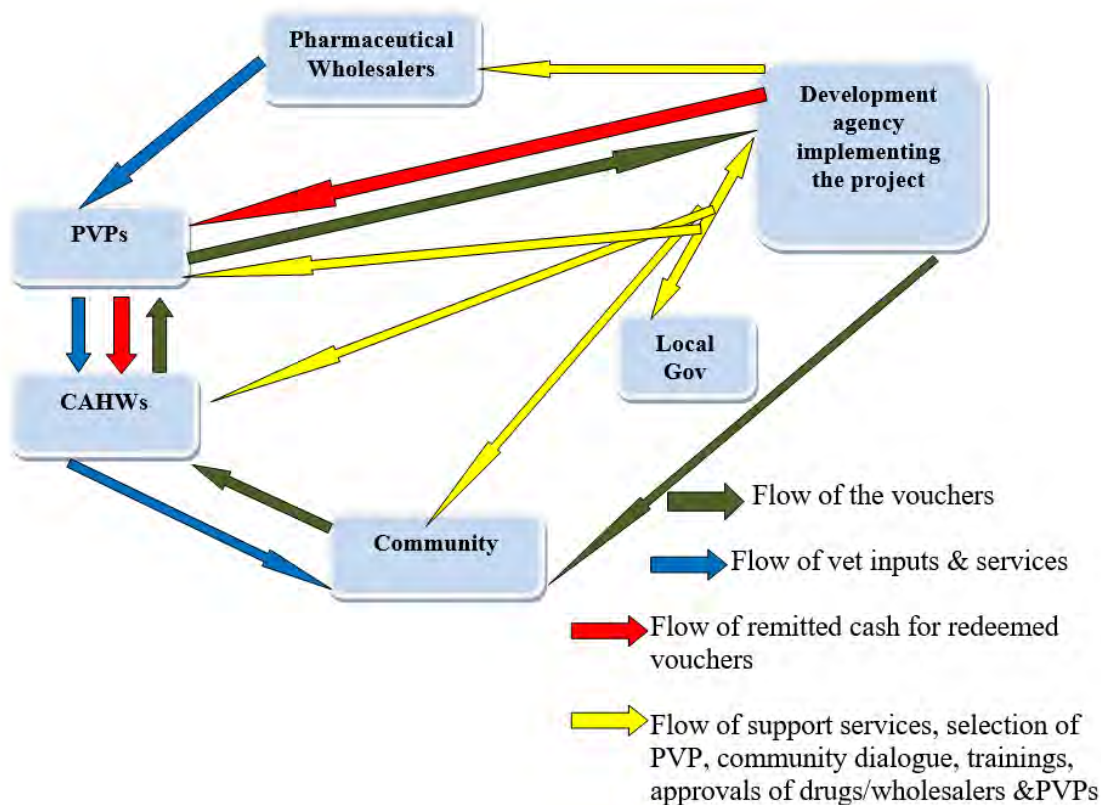 Pharmaceutical
Wholesalers
Development
agency
implementing
the project
PVPs
Local
Gov
CAHWs
Community
Flow of the vouchers
Flow of vet inputs & services
Flow of remitted cash for redeemed
vouchers
Flow of support services, selection of
PVP, community dialogue, trainings,
approvals of drugs/wholesalers &PVPs